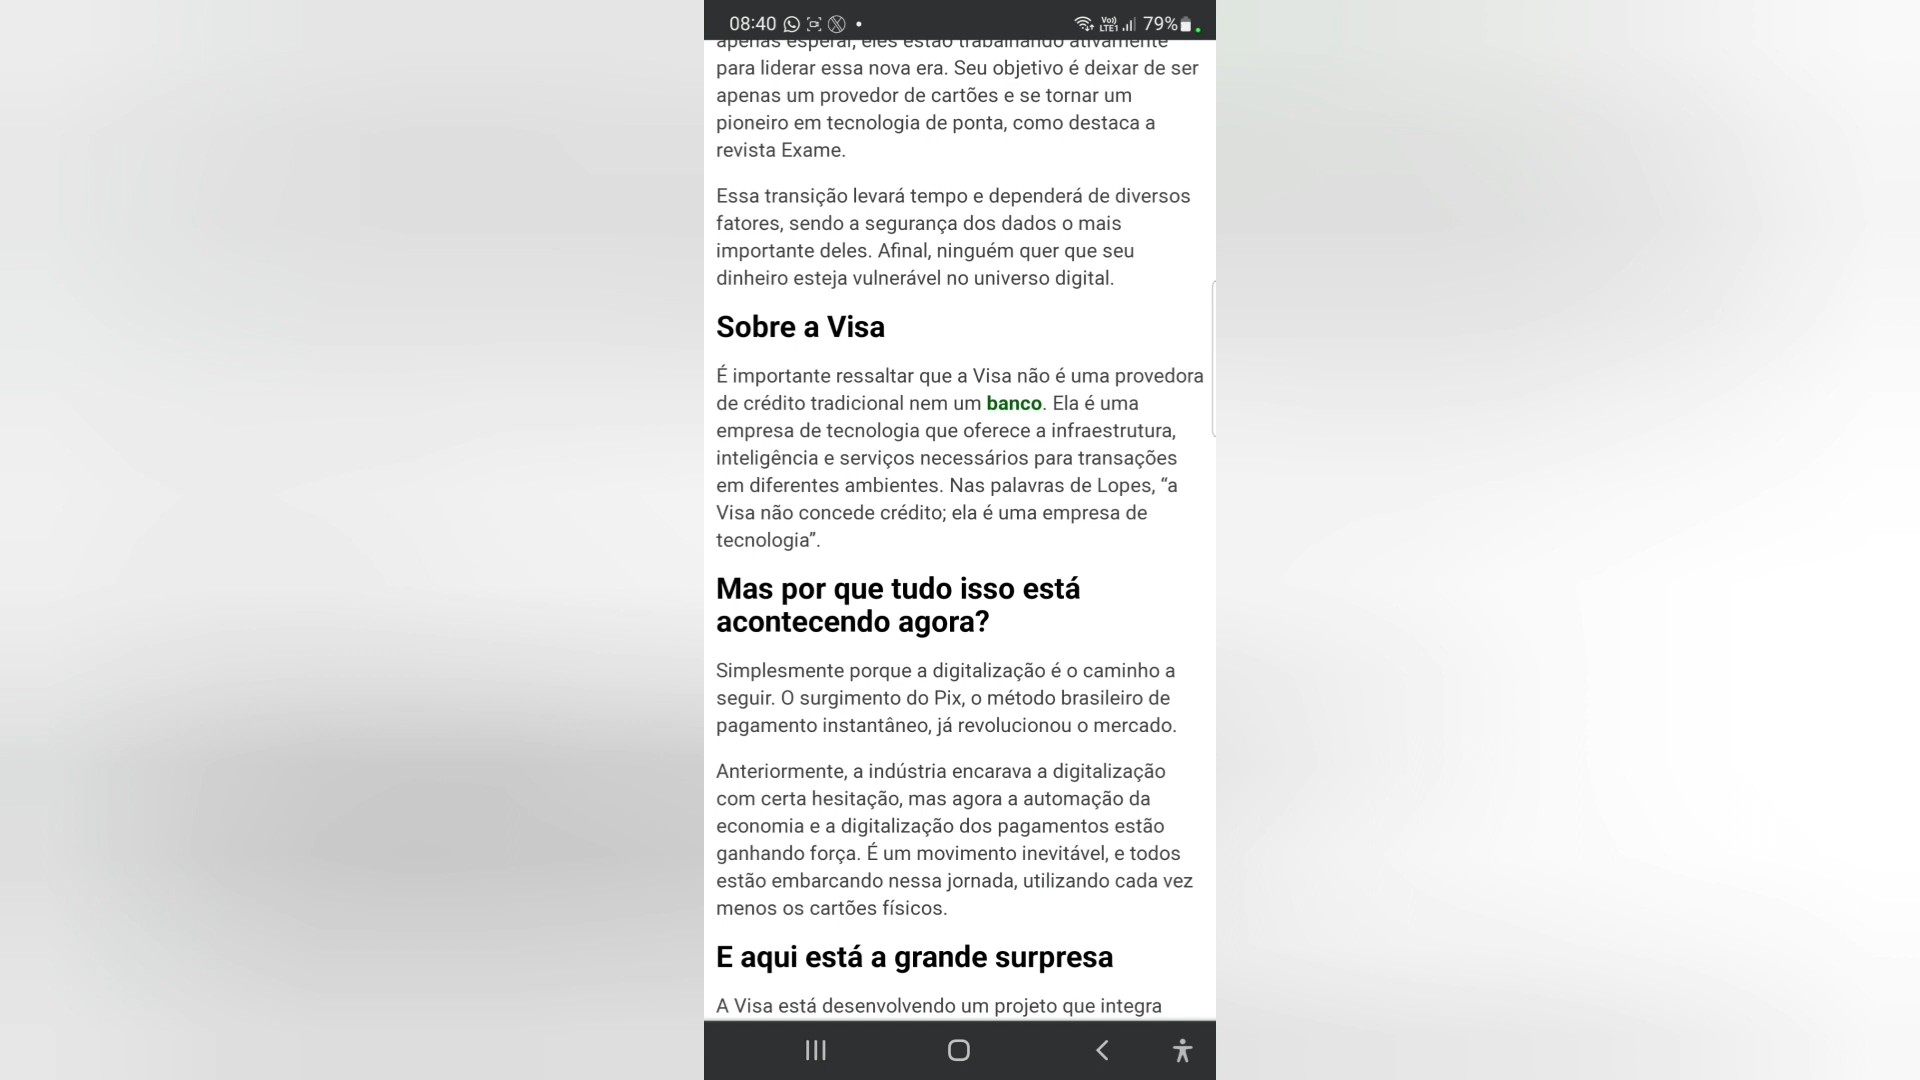 08:40
Vo))
LTE1
79%
apenas esperar, eles estão trabalhando ativamente
para liderar essa nova era. Seu objetivo é deixar de ser
apenas um provedor de cartões e se tornar um
pioneiro em tecnologia de ponta, como destaca a
revista Exame.
Essa transição levará tempo e dependerá de diversos
fatores, sendo a segurança dos dados o mais
importante deles. Afinal, ninguém quer que seu
dinheiro esteja vulnerável no universo digital.
Sobre a Visa
É importante ressaltar que a Visa não é uma provedora
de crédito tradicional nem um banco. Ela é uma
empresa de tecnologia que oferece a infraestrutura,
inteligência e serviços necessários para transações
em diferentes ambientes. Nas palavras de Lopes, “a
Visa não concede crédito; ela é uma empresa de
tecnologia”.
Mas por que tudo isso está
acontecendo agora?
Simplesmente porque a digitalização é o caminho a
seguir. O surgimento do Pix, o método brasileiro de
pagamento instantâneo, já revolucionou o mercado.
Anteriormente, a indústria encarava a digitalização
com certa hesitação, mas agora a automação da
economia e a digitalização dos pagamentos estão
ganhando força. É um movimento inevitável, e todos
estão embarcando nessa jornada, utilizando cada vez
menos os cartões físicos.
E aqui está a grande surpresa
A Visa está desenvolvendo um projeto que integra